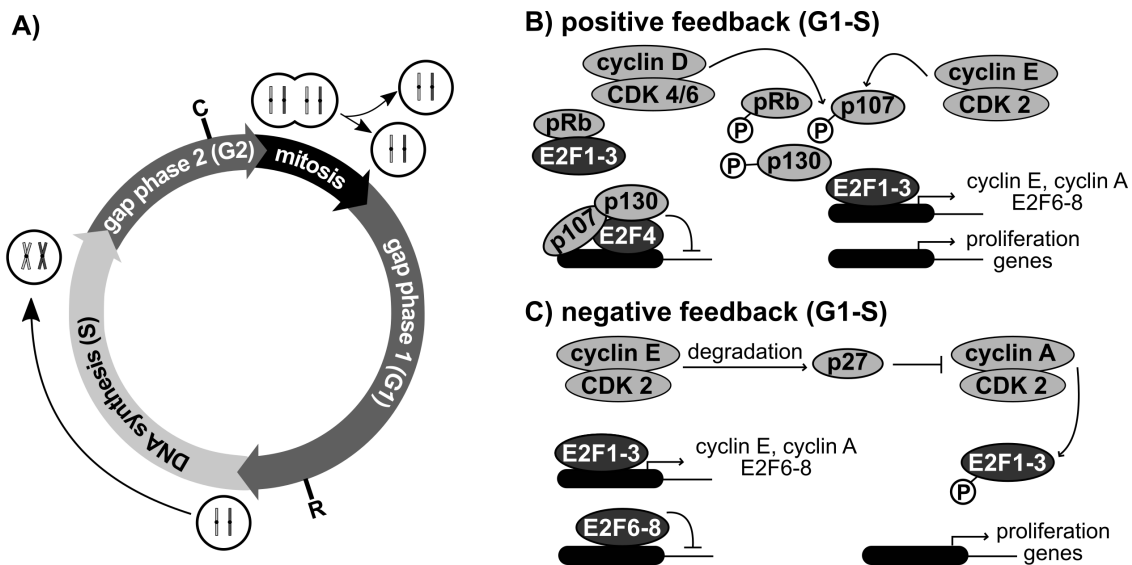 A)
C
gap phase 2 (G2)
mitosis
gap phase 1 (G1)
R
DNA synthesis (S)
B) positive feedback (G1-S)
cyclin D
CDK 4/6
pRb
P
p107
P
cyclin E
CDK 2
pRb
E2F1-3
P
p130
p130
p107
E2F4
E2F1-3
cyclin E, cyclin A
E2F6-8
proliferation
genes
C) negative feedback (G1-S)
cyclin E
CDK 2
degradation
p27
cyclin A
CDK 2
E2F1-3
cyclin E, cyclin A
E2F6-8
E2F1-3
P
E2F6-8
proliferation
genes